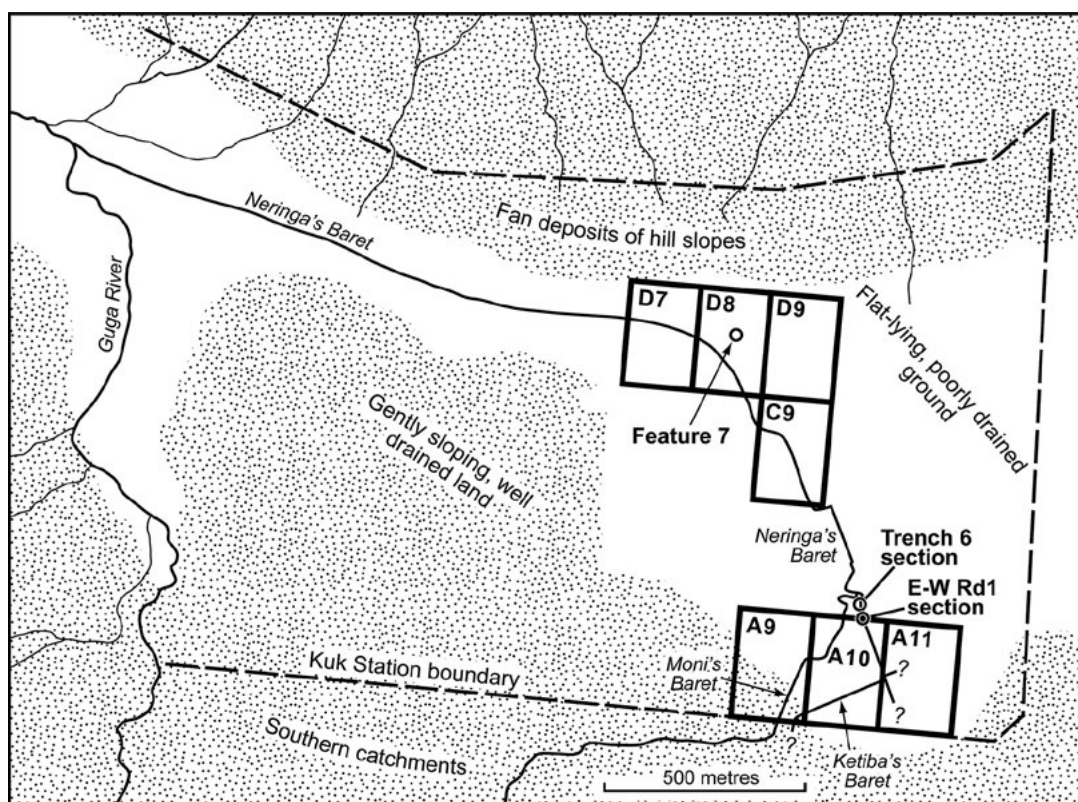 Neringa's Baret
Fan deposits of hill slopes
Guga River
D7
D8
D9
Flat-lying, poorly drained
ground
Gently sloping, well
drained land
Feature 7
C9
Neringa's
Baret
Trench 6
section
E-W Rd1
section
A9
A10
A11
?
Moni's
Baret
Kuk Station boundary
?
?
Ketiba's
Baret
Southern catchments
500 metres